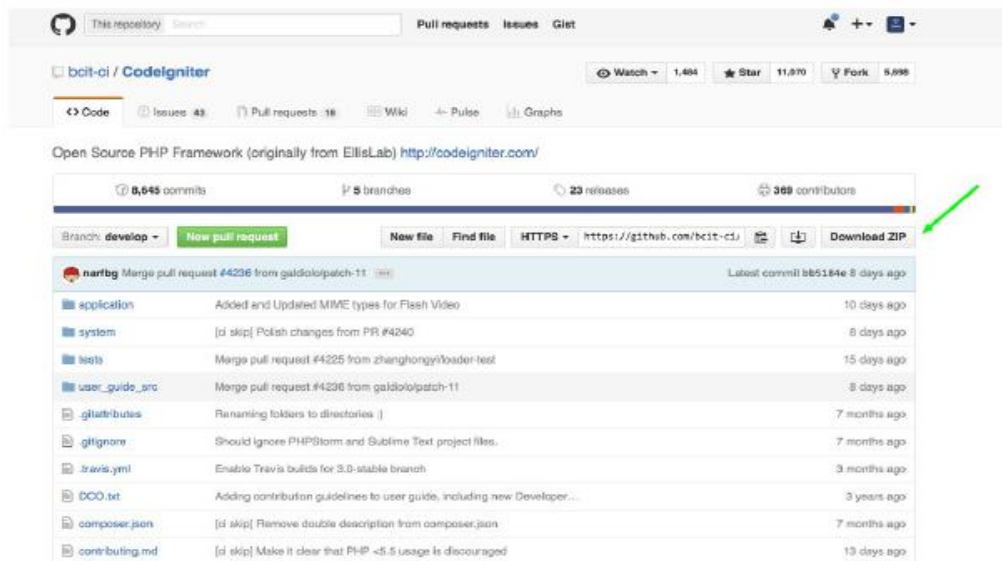 This repository Search Pull requests Issues Gist
bcit-ci / CodeIgniter Watch 1,484 Star 11,070 Fork 5,698
Code Issues 43 Pull requests 16 Wiki Pulse Graphs
Open Source PHP Framework (originally from EllisLab) http://codeigniter.com/
8,645 commits 5 branches 23 releases 369 contributors
Branch: develop New pull request New file Find file HTTPS https://github.com/bcit-ci/ Download ZIP
narfbg Merge pull request #4236 from galdiolo/patch-11 Latest commit bb5184e 8 days ago
application Added and Updated MIME types for Flash Video 10 days ago
system [ci skip] Polish changes from PR #4240 8 days ago
tests Merge pull request #4225 from zhanghongyi/loader-test 15 days ago
user_guide_src Merge pull request #4236 from galdiolo/patch-11 8 days ago
.gitattributes Renaming folders to directories :) 7 months ago
.gitignore Should ignore PHPStorm and Sublime Text project files. 7 months ago
.travis.yml Enable Travis builds for 3.0-stable branch 3 months ago
DCO.txt Adding contribution guidelines to user guide, including new Developer... 3 years ago
composer.json [ci skip] Remove double description from composer.json 7 months ago
contributing.md [ci skip] Make it clear that PHP <5.5 usage is discouraged 13 days ago